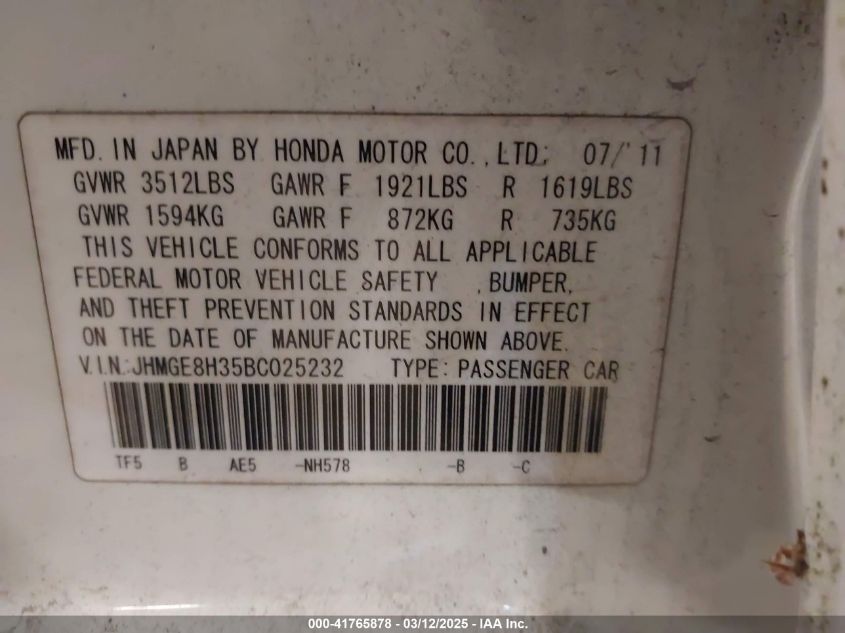 MFD. IN JAPAN BY HONDA MOTOR CO., LTD. 07/'11
GVWR 3512LBS GAWR F 1921LBS R 1619LBS
GVWR 1594KG GAWR F 872KG R 735KG
THIS VEHICLE CONFORMS TO ALL APPLICABLE
FEDERAL MOTOR VEHICLE SAFETY , BUMPER,
AND THEFT PREVENTION STANDARDS IN EFFECT
ON THE DATE OF MANUFACTURE SHOWN ABOVE.
V.I.N.:JHMGE8H35BC025232 TYPE: PASSENGER CAR
TF5 B AE5 -NH578 -B -C
000-41765878 - 03/12/2025 - IAA Inc.